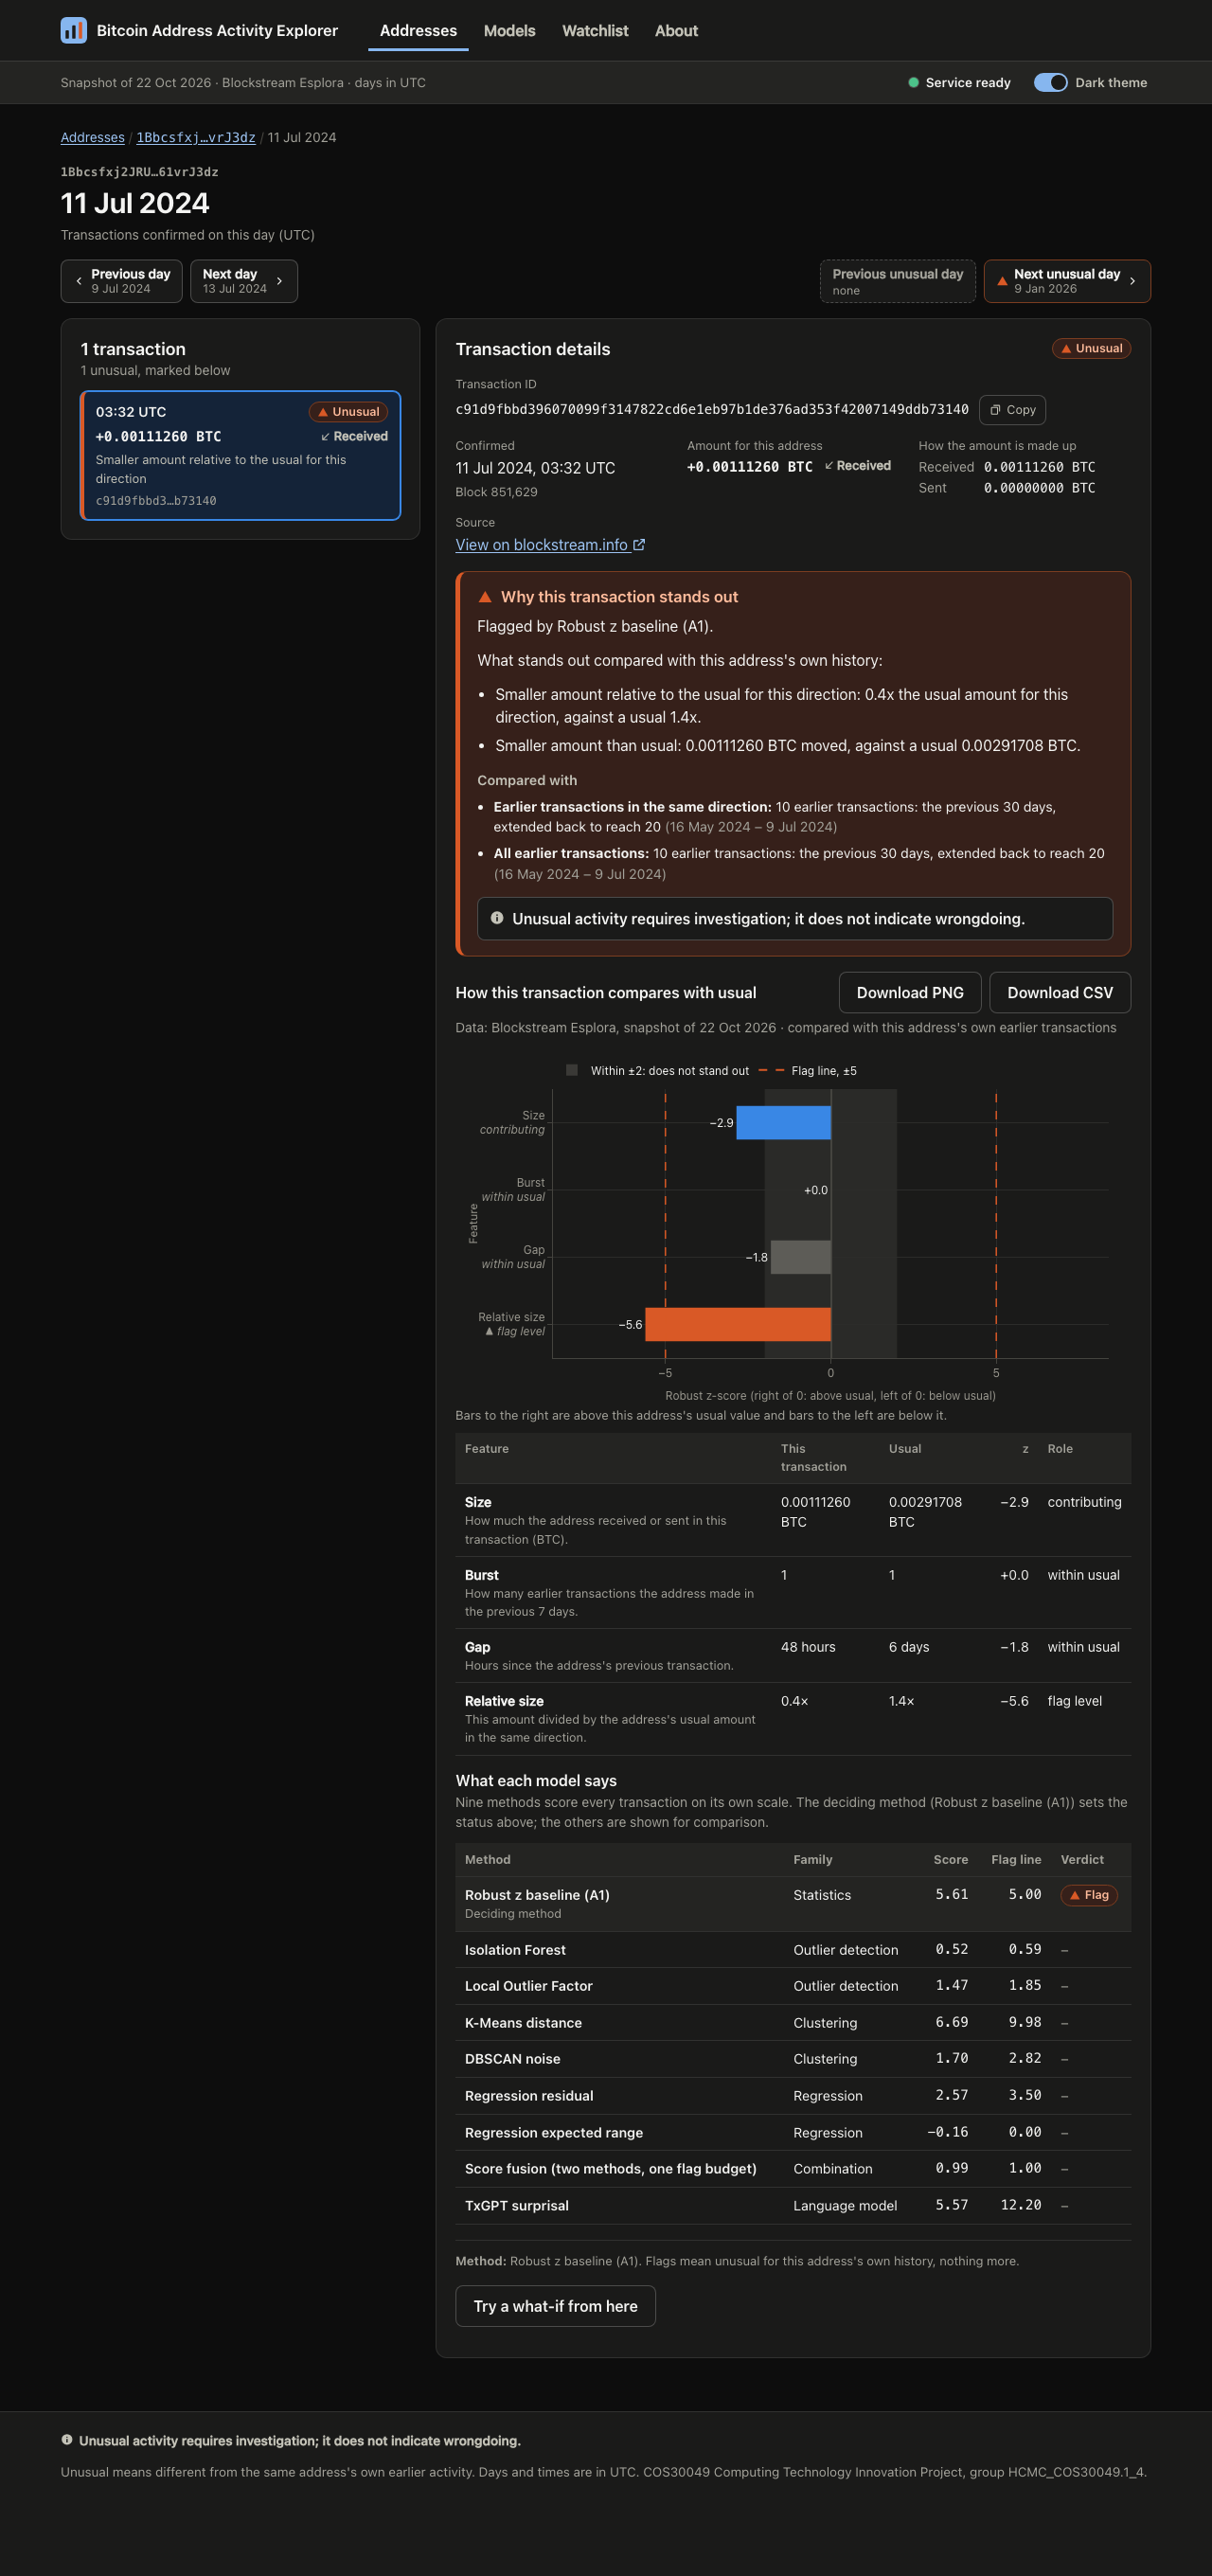 Bitcoin Address Activity Explorer
Addresses
Models
Watchlist
About
Snapshot of 22 Oct 2026 · Blockstream Esplora · days in UTC
Service ready
Dark theme
Addresses / 1Bbcsfxj…vrJ3dz / 11 Jul 2024
1Bbcsfxj2JRU…61vrJ3dz
11 Jul 2024
Transactions confirmed on this day (UTC)
Previous day
9 Jul 2024
Next day
13 Jul 2024
Previous unusual day
none
Next unusual day
9 Jan 2026
1 transaction
1 unusual, marked below
03:32 UTC
Unusual
+0.00111260 BTC
Received
Smaller amount relative to the usual for this
direction
c91d9fbbd3…b73140
Transaction details
Unusual
Transaction ID
c91d9fbbd396070099f3147822cd6e1eb97b1de376ad353f42007149ddb73140
Copy
Confirmed
11 Jul 2024, 03:32 UTC
Block 851,629
Amount for this address
+0.00111260 BTC
Received
How the amount is made up
Received 0.00111260 BTC
Sent 0.00000000 BTC
Source
View on blockstream.info
Why this transaction stands out
Flagged by Robust z baseline (A1).
What stands out compared with this address's own history:
• Smaller amount relative to the usual for this direction: 0.4x the usual amount for this
direction, against a usual 1.4x.
• Smaller amount than usual: 0.00111260 BTC moved, against a usual 0.00291708 BTC.
Compared with
• Earlier transactions in the same direction: 10 earlier transactions: the previous 30 days,
extended back to reach 20 (16 May 2024 – 9 Jul 2024)
• All earlier transactions: 10 earlier transactions: the previous 30 days, extended back to reach 20
(16 May 2024 – 9 Jul 2024)
Unusual activity requires investigation; it does not indicate wrongdoing.
How this transaction compares with usual
Download PNG
Download CSV
Data: Blockstream Esplora, snapshot of 22 Oct 2026 · compared with this address's own earlier transactions
Within ±2: does not stand out
Flag line, ±5
Size
contributing
−2.9
Burst
within usual
+0.0
Feature
Gap
within usual
−1.8
Relative size
▲ flag level
−5.6
−5
0
5
Robust z-score (right of 0: above usual, left of 0: below usual)
Bars to the right are above this address's usual value and bars to the left are below it.
Feature
This
transaction
Usual
z
Role
Size
How much the address received or sent in this
transaction (BTC).
0.00111260
BTC
0.00291708
BTC
−2.9
contributing
Burst
How many earlier transactions the address made in
the previous 7 days.
1
1
+0.0
within usual
Gap
Hours since the address's previous transaction.
48 hours
6 days
−1.8
within usual
Relative size
This amount divided by the address's usual amount
in the same direction.
0.4×
1.4×
−5.6
flag level
What each model says
Nine methods score every transaction on its own scale. The deciding method (Robust z baseline (A1)) sets the
status above; the others are shown for comparison.
Method Family Score Flag line Verdict
Robust z baseline (A1) Statistics 5.61 5.00 Flag
Deciding method
Isolation Forest Outlier detection 0.52 0.59 –
Local Outlier Factor Outlier detection 1.47 1.85 –
K-Means distance Clustering 6.69 9.98 –
DBSCAN noise Clustering 1.70 2.82 –
Regression residual Regression 2.57 3.50 –
Regression expected range Regression −0.16 0.00 –
Score fusion (two methods, one flag budget) Combination 0.99 1.00 –
TxGPT surprisal Language model 5.57 12.20 –
Method: Robust z baseline (A1). Flags mean unusual for this address's own history, nothing more.
Try a what-if from here
Unusual activity requires investigation; it does not indicate wrongdoing.
Unusual means different from the same address's own earlier activity. Days and times are in UTC. COS30049 Computing Technology Innovation Project, group HCMC_COS30049.1_4.